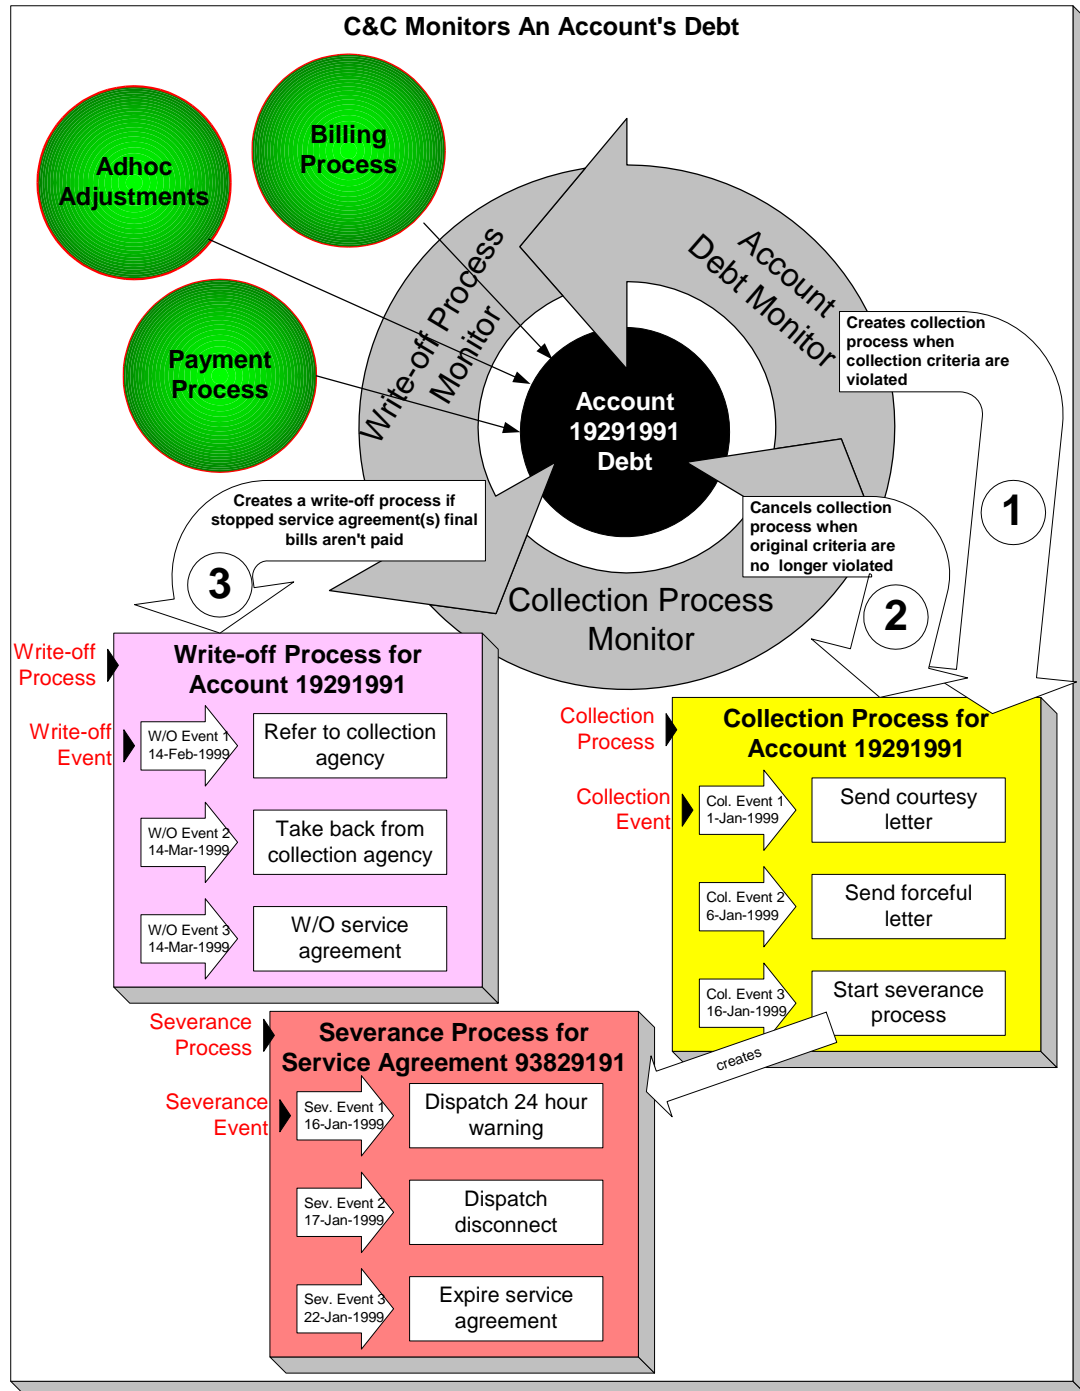 C&C Monitors An Account's Debt
Billing
Process
Adhoc
Adjustments
Payment
Process
Write-off Process
Monitor
Account
Debt Monitor
Account
19291991
Debt
Collection Process
Monitor
Creates collection
process when
collection criteria are
violated
1
Cancels collection
process when
original criteria are
no longer violated
2
Creates a write-off process if
stopped service agreement(s) final
bills aren't paid
3
Write-off
Process
Write-off Process for
Account 19291991
Write-off
Event
W/O Event 1
14-Feb-1999
Refer to collection
agency
W/O Event 2
14-Mar-1999
Take back from
collection agency
W/O Event 3
14-Mar-1999
W/O service
agreement
Collection
Process
Collection Process for
Account 19291991
Collection
Event
Col. Event 1
1-Jan-1999
Send courtesy
letter
Col. Event 2
6-Jan-1999
Send forceful
letter
Col. Event 3
16-Jan-1999
Start severance
process
creates
Severance
Process
Severance Process for
Service Agreement 93829191
Severance
Event
Sev. Event 1
16-Jan-1999
Dispatch 24 hour
warning
Sev. Event 2
17-Jan-1999
Dispatch
disconnect
Sev. Event 3
22-Jan-1999
Expire service
agreement